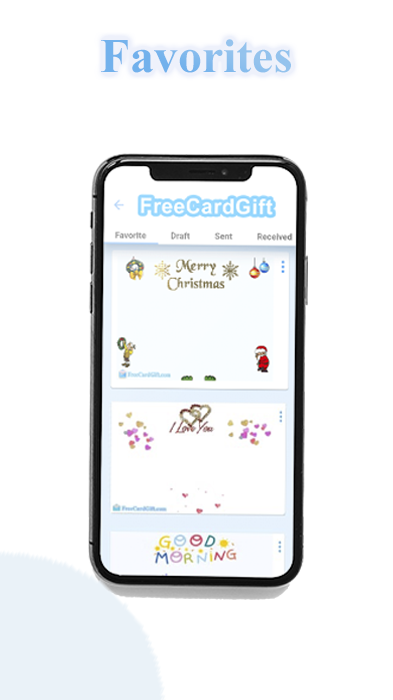 Favorites
FreeCardGift
Favorite Draft Sent Received
Merry
Christmas
FreeCardGift.com
I Love You
FreeCardGift.com
GOOD
MORNING